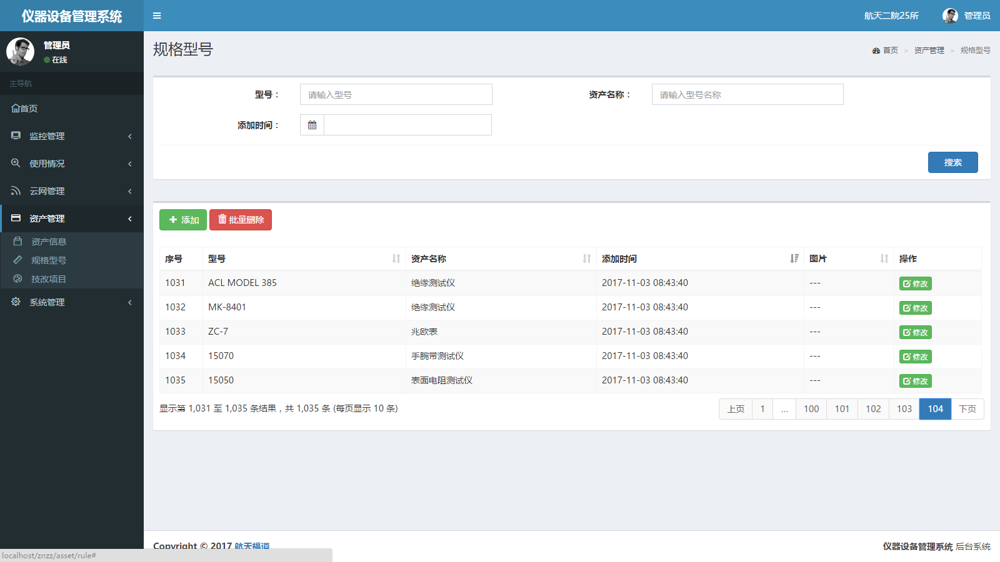 仪器设备管理系统
航天二院25所 管理员
管理员
在线
主导航
首页
监控管理
使用情况
云网管理
资产管理
资产信息
规格型号
技改项目
系统管理
规格型号
首页 > 资产管理 > 规格型号
型号： 请输入型号 资产名称： 请输入型号名称
添加时间：
搜索
添加 批量删除
序号 型号 资产名称 添加时间 图片 操作
1031 ACL MODEL 385 绝缘测试仪 2017-11-03 08:43:40 --- 修改
1032 MK-8401 绝缘测试仪 2017-11-03 08:43:40 --- 修改
1033 ZC-7 兆欧表 2017-11-03 08:43:40 --- 修改
1034 15070 手腕带测试仪 2017-11-03 08:43:40 --- 修改
1035 15050 表面电阻测试仪 2017-11-03 08:43:40 --- 修改
显示第 1,031 至 1,035 条结果，共 1,035 条 (每页显示 10 条)
上页 1 ... 100 101 102 103 104 下页
Copyright © 2017 航天福道
仪器设备管理系统 后台系统
localhost/znzz/asset/rule#